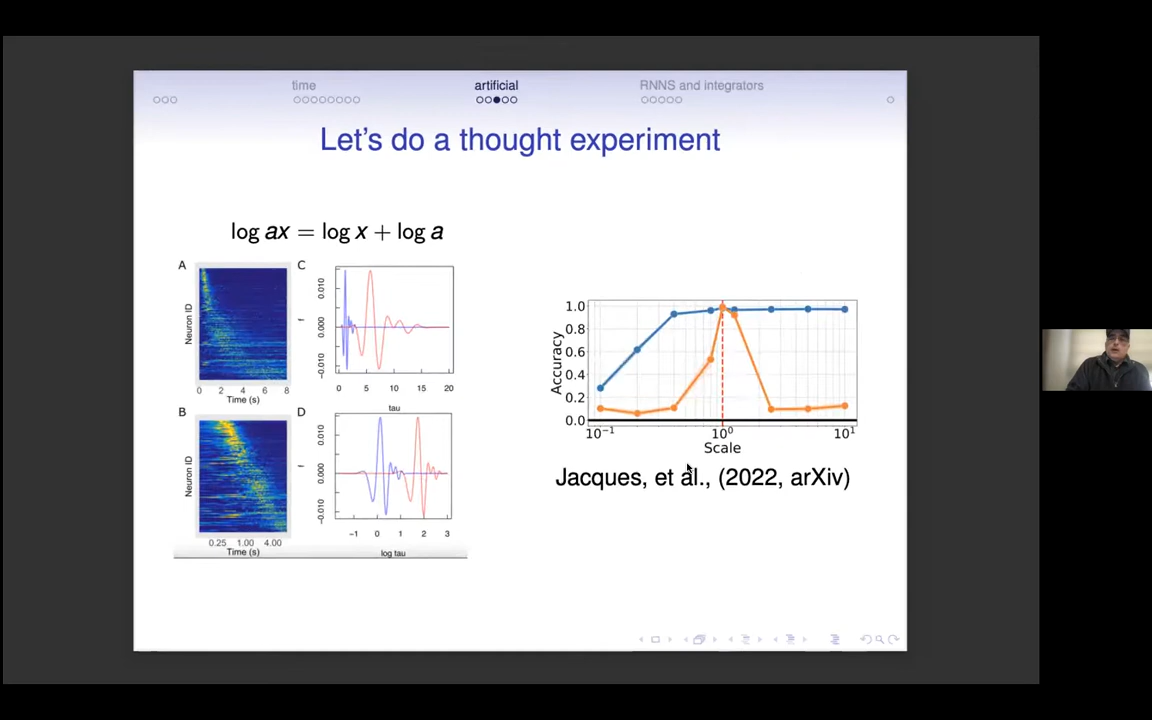 time artificial RNNS and integrators
Let's do a thought experiment
log ax = log x + log a
A
Neuron ID
0 2 4 6 8
Time (s)
C
f
0.010
0.000
−0.010
0 5 10 15 20
tau
B
Neuron ID
0.25 1.00 4.00
Time (s)
D
f
0.010
0.000
−0.010
−1 0 1 2 3
log tau
Accuracy
1.0
0.8
0.6
0.4
0.2
0.0
10⁻¹ 10⁰ 10¹
Scale
Jacques, et al., (2022, arXiv)